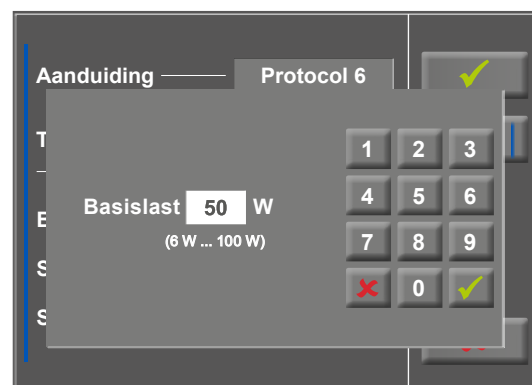 Aanduiding Protocol 6
T
1 2 3
4 5 6
Basislast 50 W
E
(6 W ... 100 W)
7 8 9
S
0
S